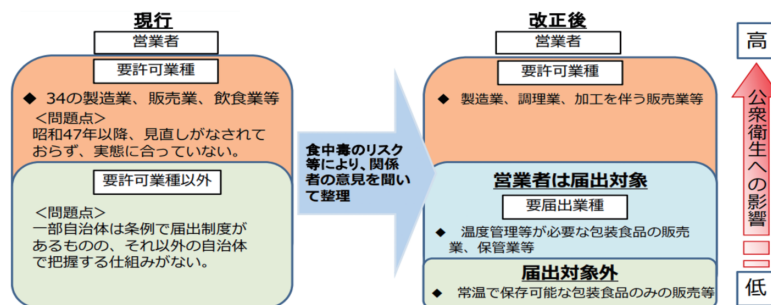 現行
営業者
要許可業種
◆ 34の製造業、販売業、飲食業等
＜問題点＞
昭和47年以降、見直しがなされて
おらず、実態に合っていない。
要許可業種以外
＜問題点＞
一部自治体は条例で届出制度が
あるものの、それ以外の自治体
で把握する仕組みがない。
食中毒のリスク
等により、関係
者の意見を聞い
て整理
改正後
営業者
要許可業種
◆ 製造業、調理業、加工を伴う販売業等
営業者は届出対象
要届出業種
◆ 温度管理等が必要な包装食品の販売
業、保管業等
届出対象外
◆ 常温で保存可能な包装食品のみの販売等
高
公衆衛生への影響
低